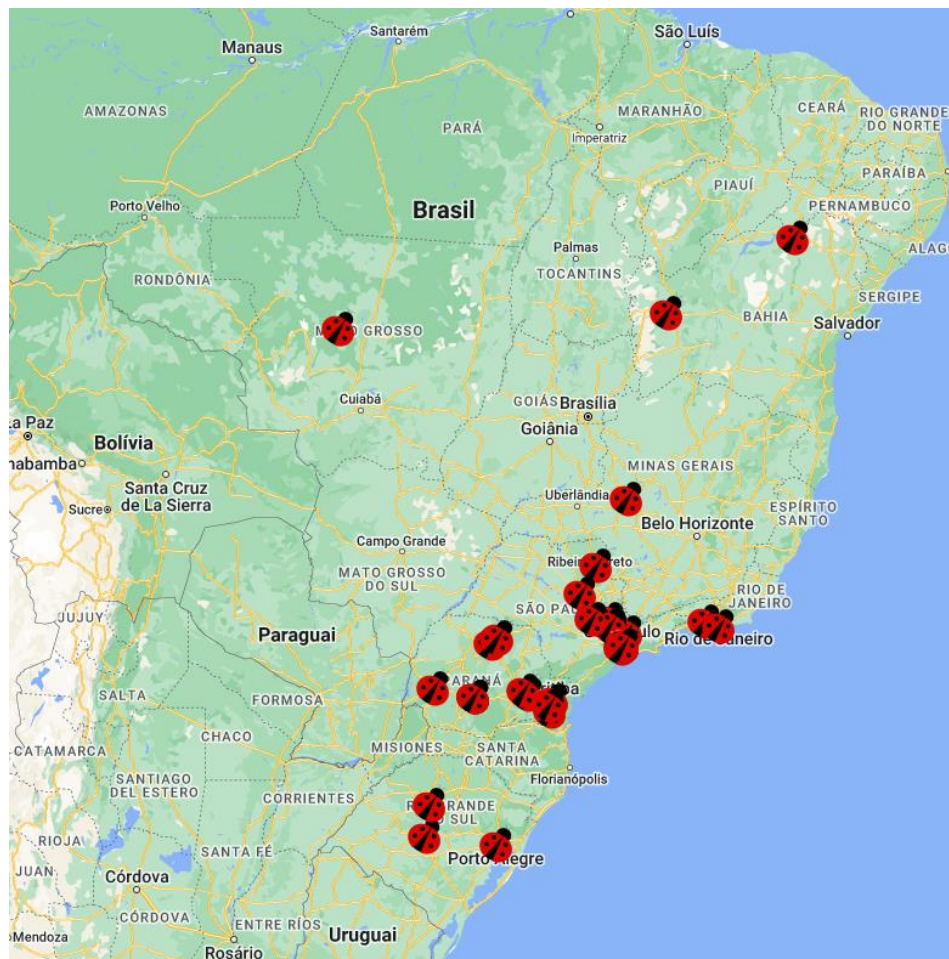 Santarém
São Luís
Manaus
AMAZONAS
MARANHÃO
CEARÁ
RIO GRANDE
DO NORTE
PARÁ
Imperatriz
PARAÍBA
PIAUÍ
Porto Velho
Brasil
PERNAMBUCO
Palmas
TOCANTINS
ALAG
RONDÔNIA
SERGIPE
BAHIA
Salvador
GROSSO
Cuiabá
GOIÁS
Brasília
La Paz
Goiânia
Bolívia
habamba
MINAS GERAIS
Santa Cruz
de La Sierra
Uberlândia
Sucre
ESPÍRITO
SANTO
Belo Horizonte
Campo Grande
MATO GROSSO
DO SUL
RIO DE
JANEIRO
SÃO
JUJUY
Paraguai
Rio de Janeiro
SALTA
FORMOSA
CHACO
CATAMARCA
MISIONES
SANTA
CATARINA
SANTIAGO
DEL ESTERO
Florianópolis
CORRIENTES
GRANDE
SUL
RIOJA
SANTA FÉ
Porto Alegre
JUAN
Córdova
CÓRDOVA
ENTRE RÍOS
Mendoza
Uruguai
Rosário